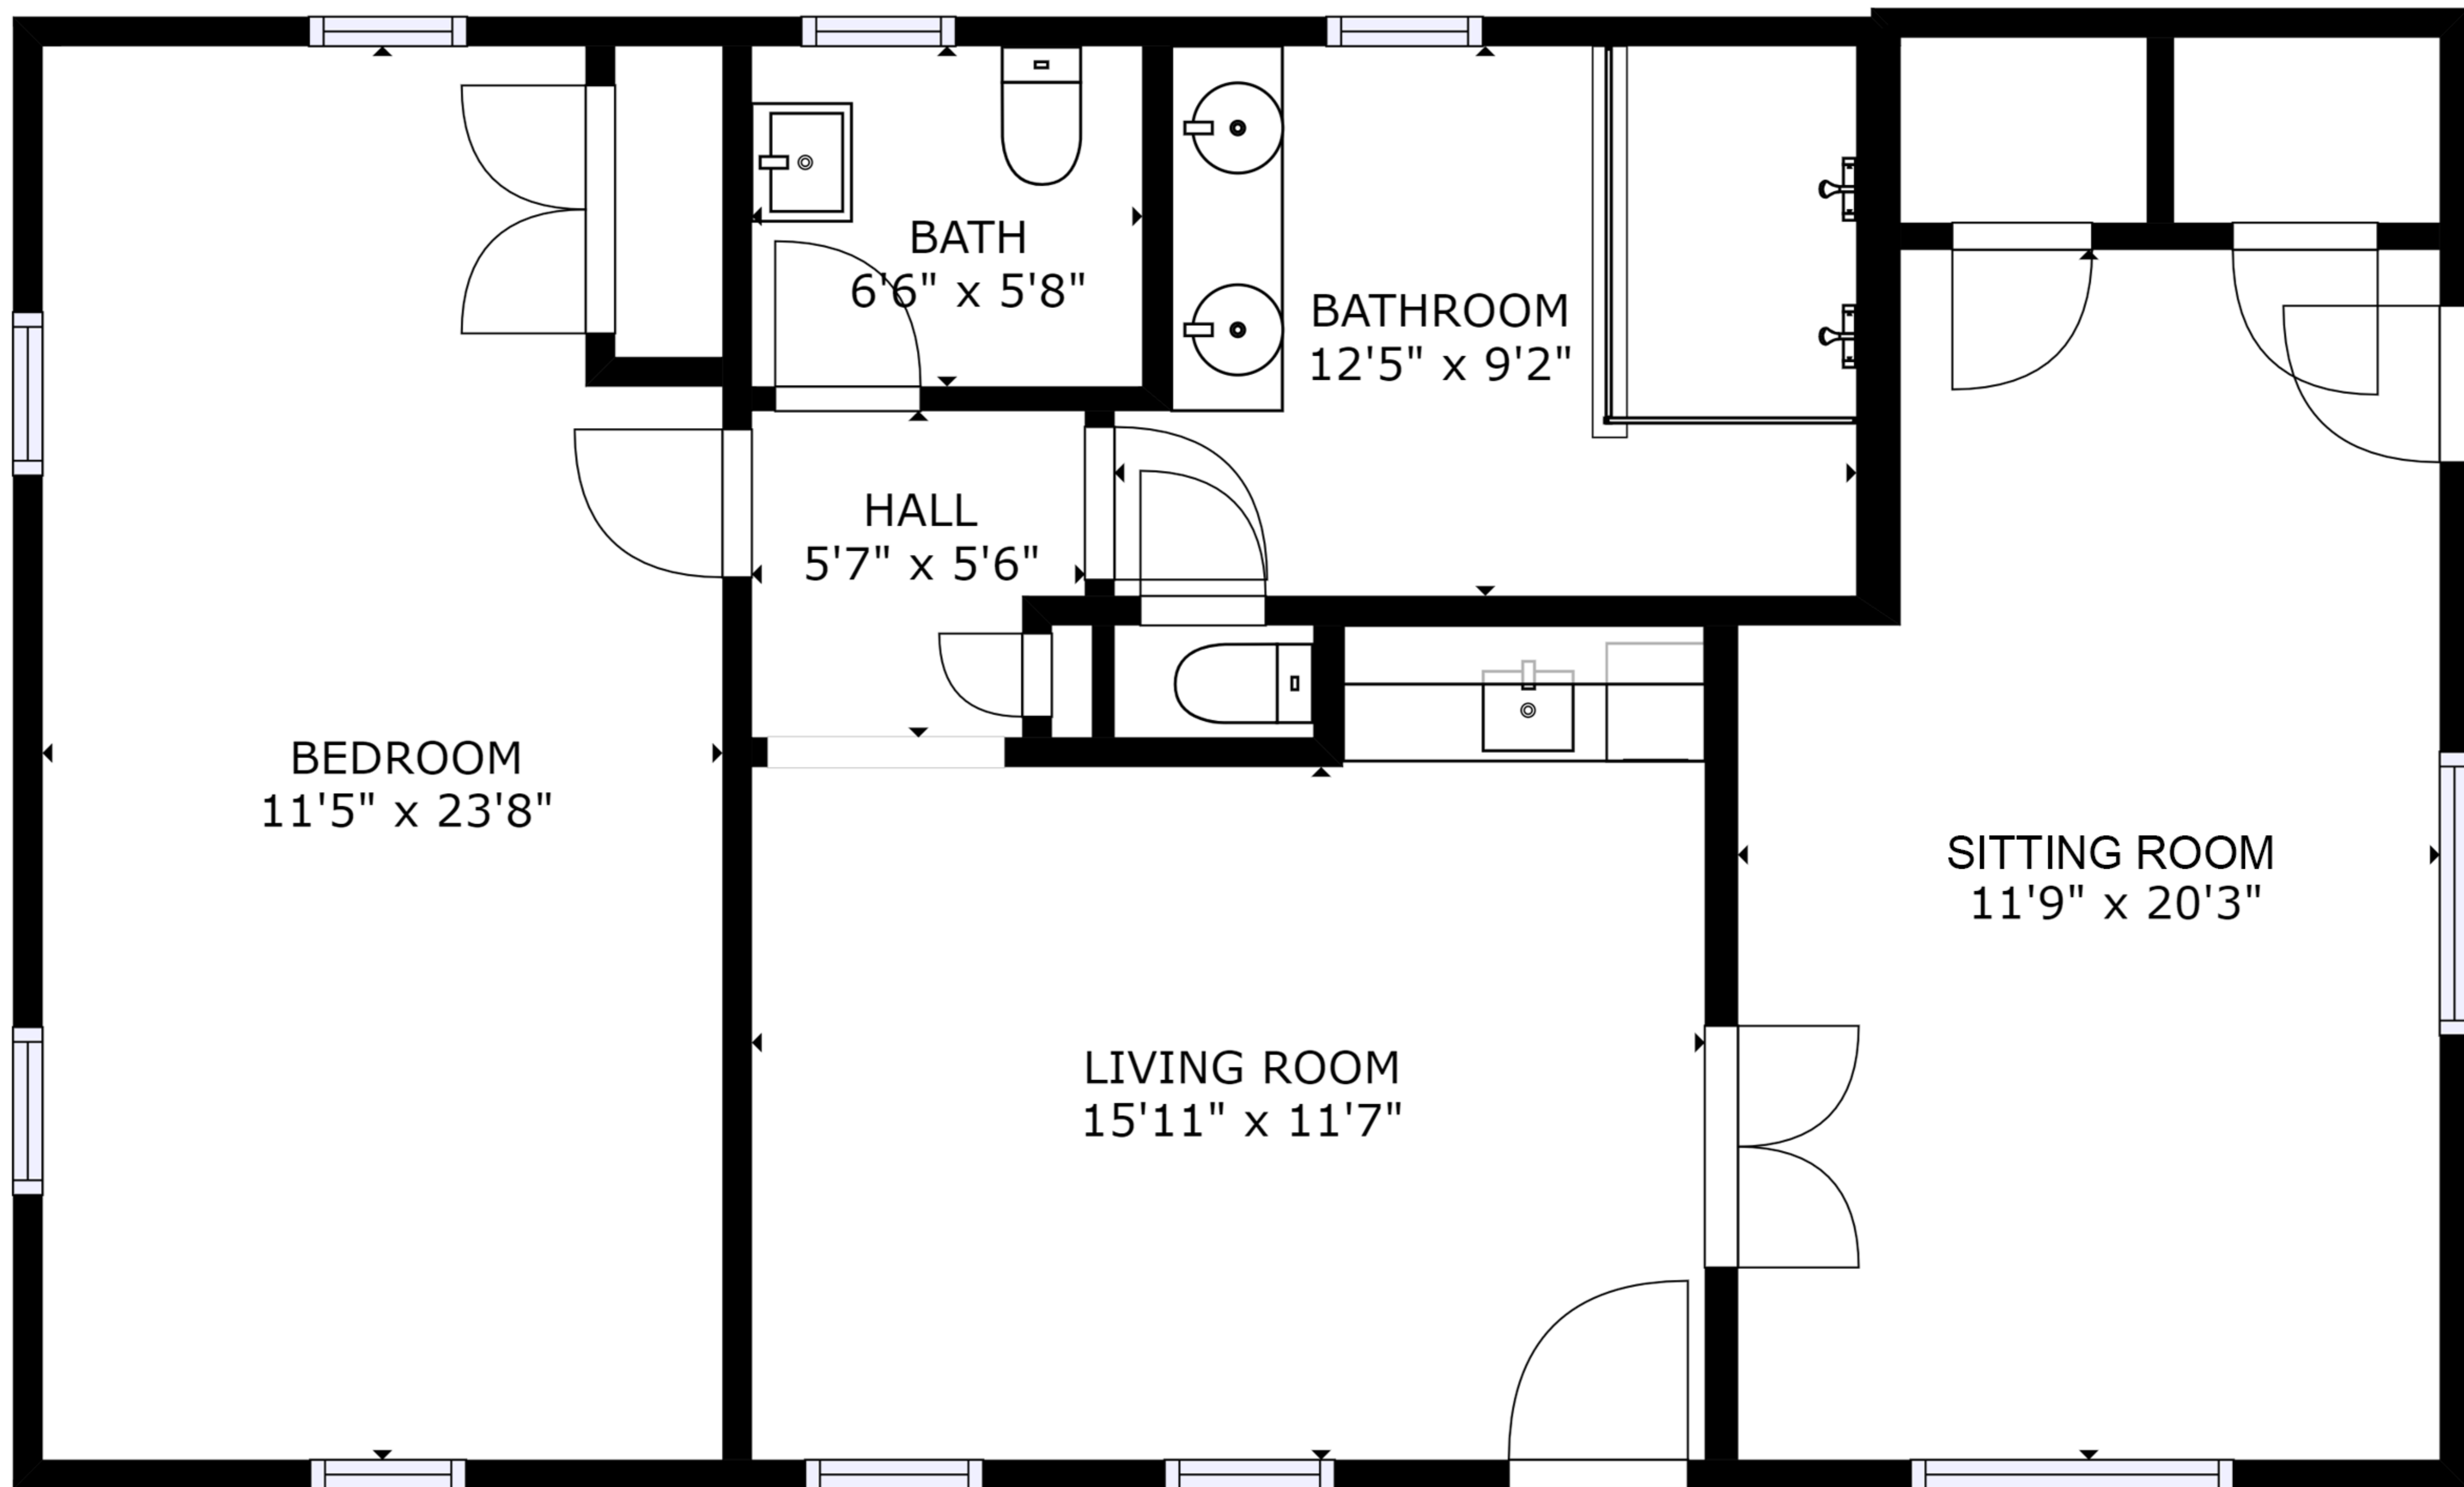 BATH
6'6" x 5'8"
BATHROOM
12'5" x 9'2"
HALL
5'7" x 5'6"
BEDROOM
11'5" x 23'8"
SITTING ROOM
11'9" x 20'3"
LIVING ROOM
15'11" x 11'7"